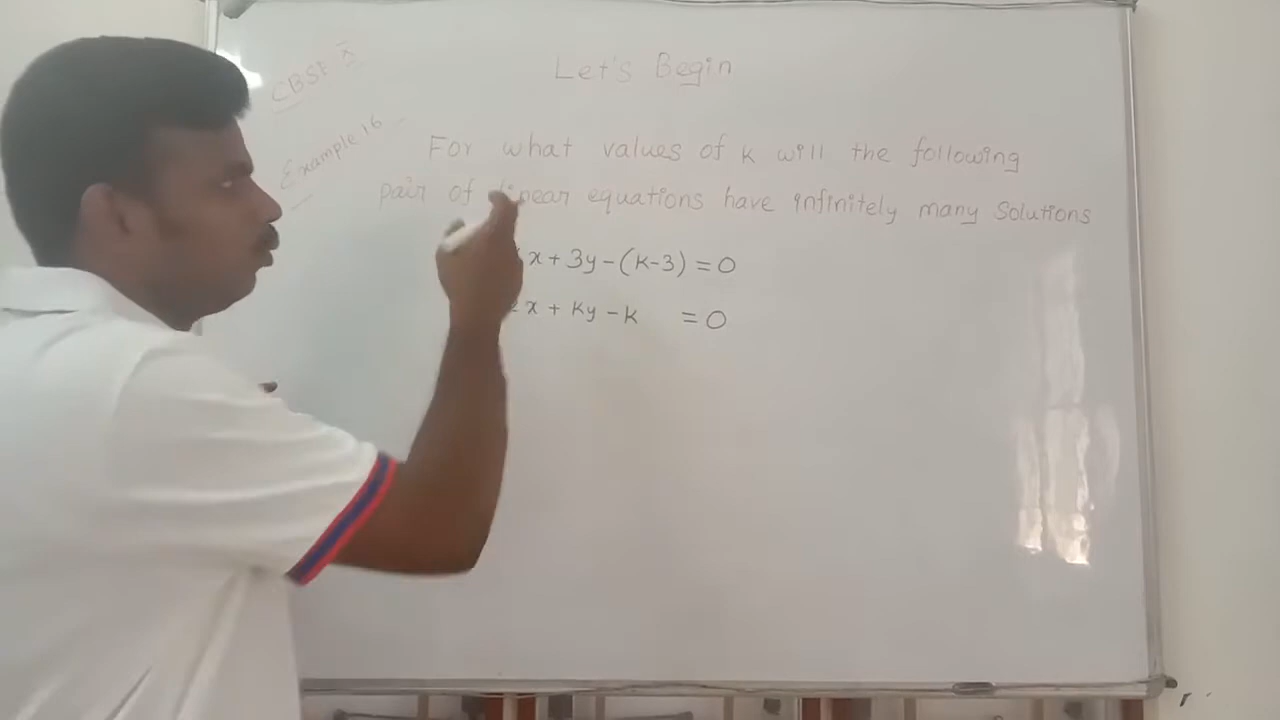 CBSE X
Let's Begin
Example 16
For what values of k will the following
pair of linear equations have infinitely many solutions
x + 3y - (k-3) = 0
x + ky - k = 0